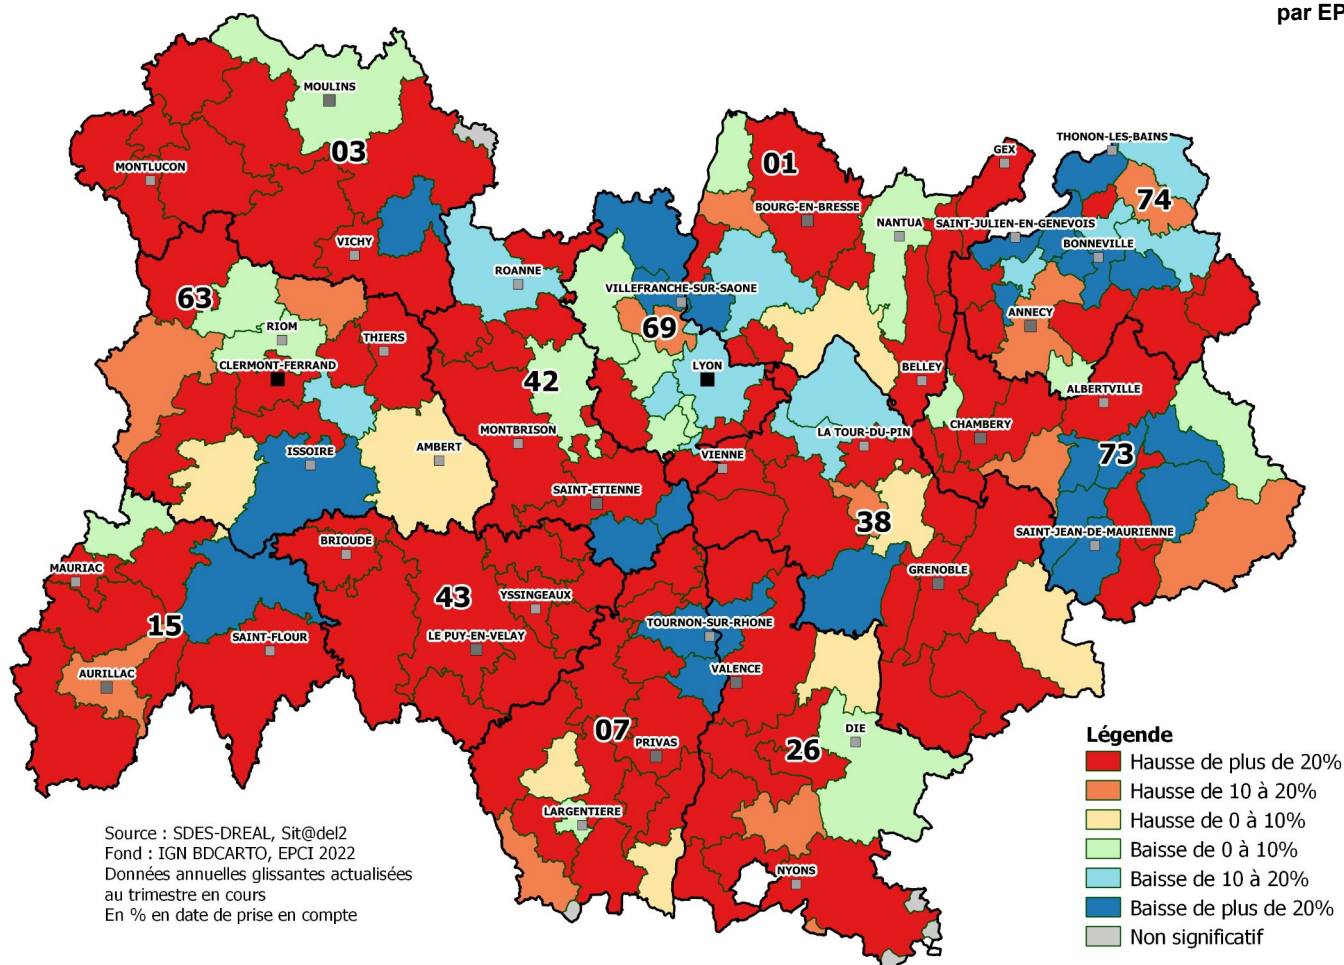 par EP
MOULINS
03
MONTLUCON
VICHY
01
BOURG-EN-BRESSE
NANTUA
GEX
THONON-LES-BAINS
74
SAINT-JULIEN-EN-GENEVOIS
BONNEVILLE
ROANNE
VILLEFRANCHE-SUR-SAONE
69
ANNECY
63
RIOM
THIERS
CLERMONT-FERRAND
42
LYON
BELLEY
ALBERTVILLE
MONTBRISON
CHAMBERY
AMBERT
ISSOIRE
LA TOUR-DU-PIN
VIENNE
73
SAINT-ETIENNE
38
SAINT-JEAN-DE-MAURIENNE
BRIOUDE
MAURIAC
GRENOBLE
43
YSSINGEAUX
15
SAINT-FLOUR
LE PUY-EN-VELAY
TOURNON-SUR-RHONE
AURILLAC
VALENCE
07
PRIVAS
26
DIE
LARGENTIERE
NYONS
Légende
Hausse de plus de 20%
Hausse de 10 à 20%
Hausse de 0 à 10%
Baisse de 0 à 10%
Baisse de 10 à 20%
Baisse de plus de 20%
Non significatif
Source : SDES-DREAL, Sit@del2
Fond : IGN BDCARTO, EPCI 2022
Données annuelles glissantes actualisées
au trimestre en cours
En % en date de prise en compte